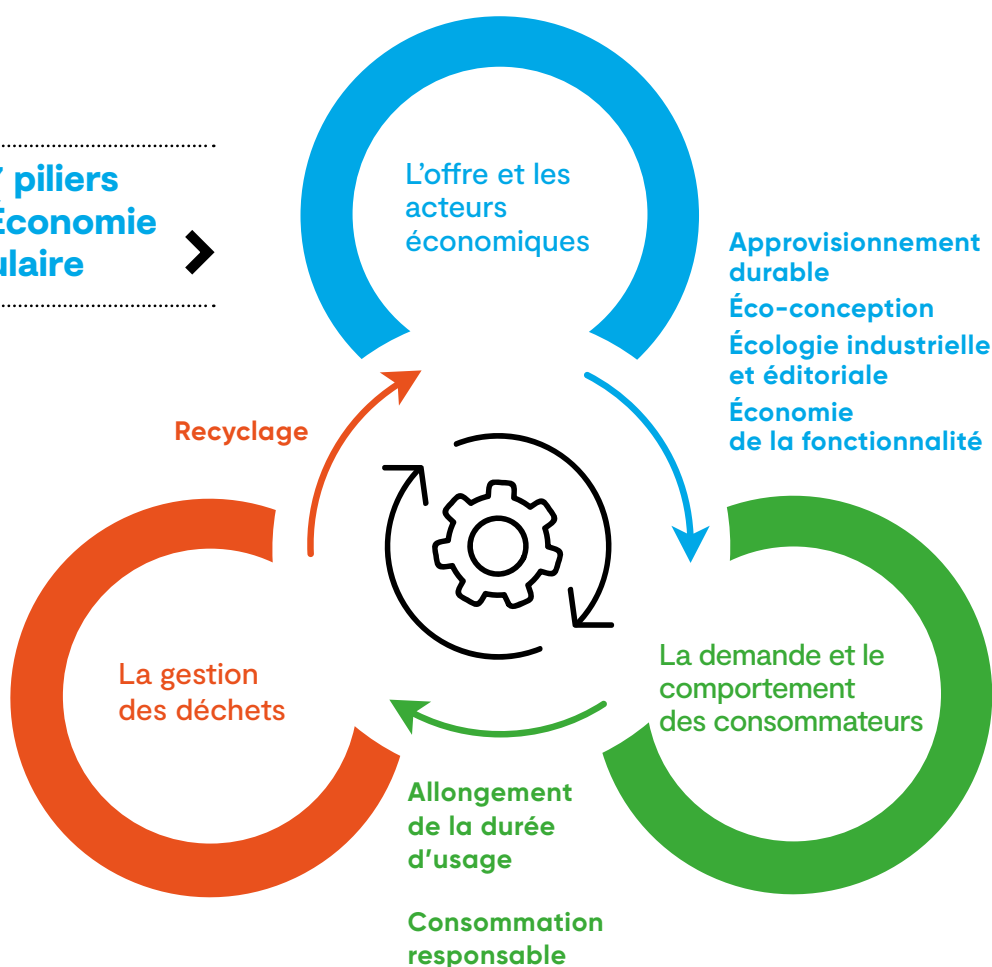 piliers
Économie
ulaire
L’offre et les
acteurs
économiques
Approvisionnement
durable
Éco-conception
Écologie industrielle
et éditoriale
Économie
de la fonctionnalité
Recyclage
La gestion
des déchets
La demande et le
comportement
des consommateurs
Allongement
de la durée
d’usage
Consommation
responsable